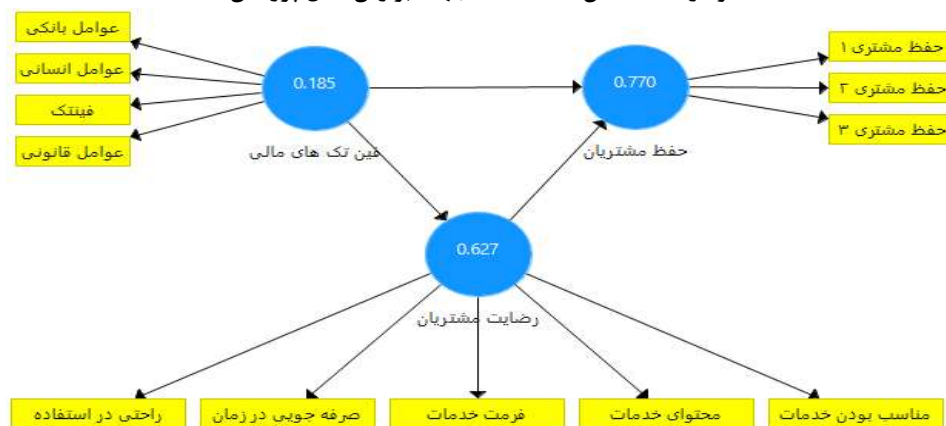 عوامل بانکی
عوامل انسانی
فینتک
عوامل قانونی
0.185
فین تک های مالی
0.770
حفظ مشتریان
حفظ مشتری ۱
حفظ مشتری ۲
حفظ مشتری ۳
0.627
رضایت مشتریان
راحتی در استفاده
صرفه جویی در زمان
فرمت خدمات
محتوای خدمات
مناسب بودن خدمات